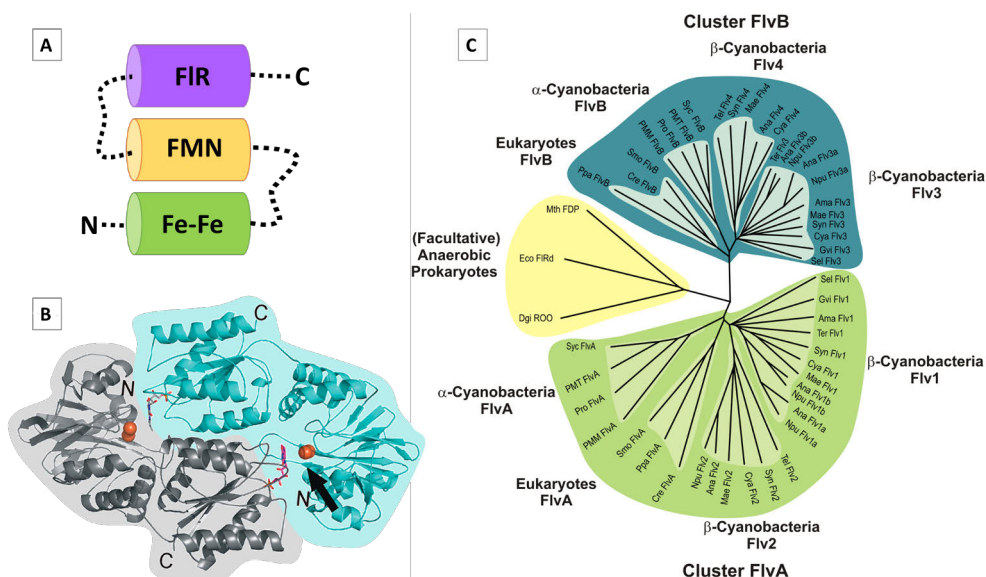 A
FlR
C
FMN
N
Fe-Fe
B
C
N
N
C
C
Cluster FlvB
β-Cyanobacteria
Flv4
α-Cyanobacteria
FlvB
Eukaryotes
FlvB
β-Cyanobacteria
Flv3
Ppa FlvB
Smo FlvB
Cre FlvB
PMM FlvB
Pro FlvB
PMT FlvB
Syc FlvB
Tel Flv4
Syn Flv4
Mae Flv4
Ana Flv4
Cya Flv4
Ter Flv3
Ana Flv3b
Npu Flv3b
Ana Flv3a
Npu Flv3a
Ama Flv3
Mae Flv3
Syn Flv3
Cya Flv3
Gvi Flv3
Sel Flv3
(Facultative)
Anaerobic
Prokaryotes
Mth FDP
Eco FlRd
Dgi ROO
Sel Flv1
Gvi Flv1
Ama Flv1
Ter Flv1
Syn Flv1
Cya Flv1
Mae Flv1
Ana Flv1b
Npu Flv1b
Ana Flv1a
Npu Flv1a
β-Cyanobacteria
Flv1
Syc FlvA
PMT FlvA
Pro FlvA
PMM FlvA
Smo FlvA
Ppa FlvA
Cre FlvA
Npu Flv2
Ana Flv2
Mae Flv2
Cya Flv2
Syn Flv2
Tel Flv2
α-Cyanobacteria
FlvA
Eukaryotes
FlvA
β-Cyanobacteria
Flv2
Cluster FlvA